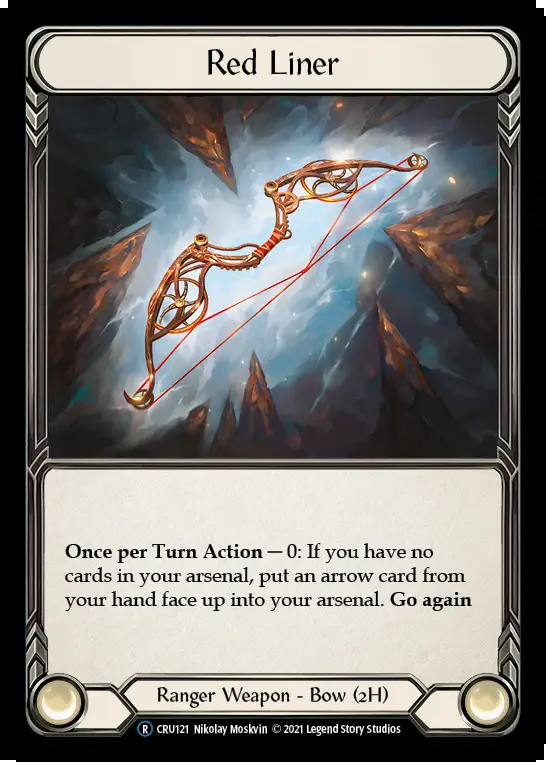 Red Liner
Once per Turn Action — 0: If you have no
cards in your arsenal, put an arrow card from
your hand face up into your arsenal. Go again
Ranger Weapon - Bow (2H)
R CRU121 Nikolay Moskvin © 2021 Legend Story Studios